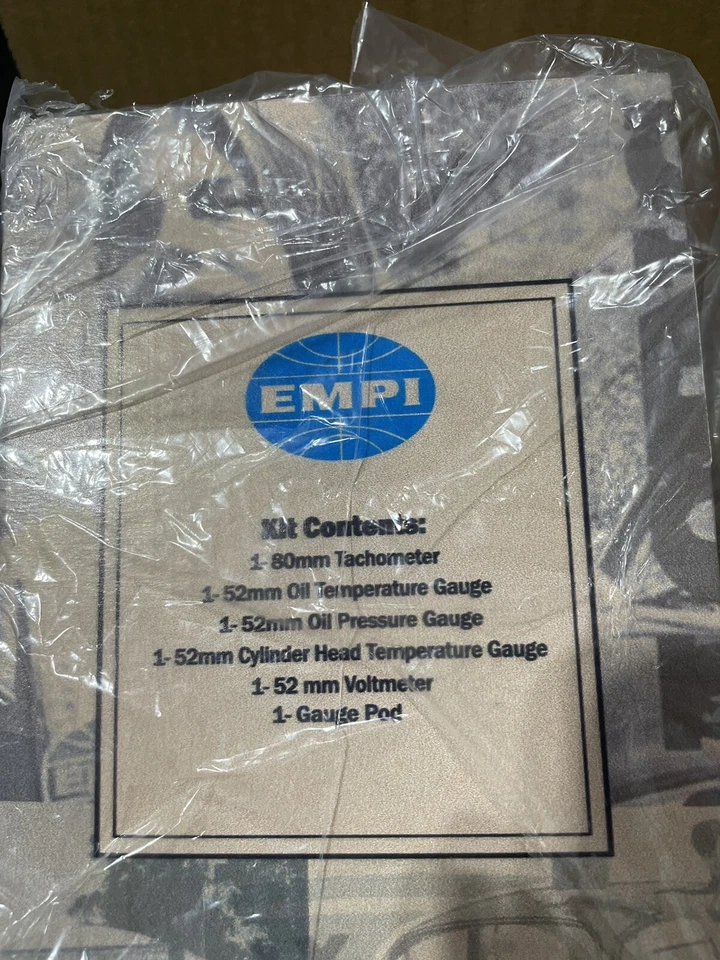 EMPI
Kit Contents:
1- 80mm Tachometer
1- 52mm Oil Temperature Gauge
1- 52mm Oil Pressure Gauge
1- 52mm Cylinder Head Temperature Gauge
1- 52 mm Voltmeter
1- Gauge Pod